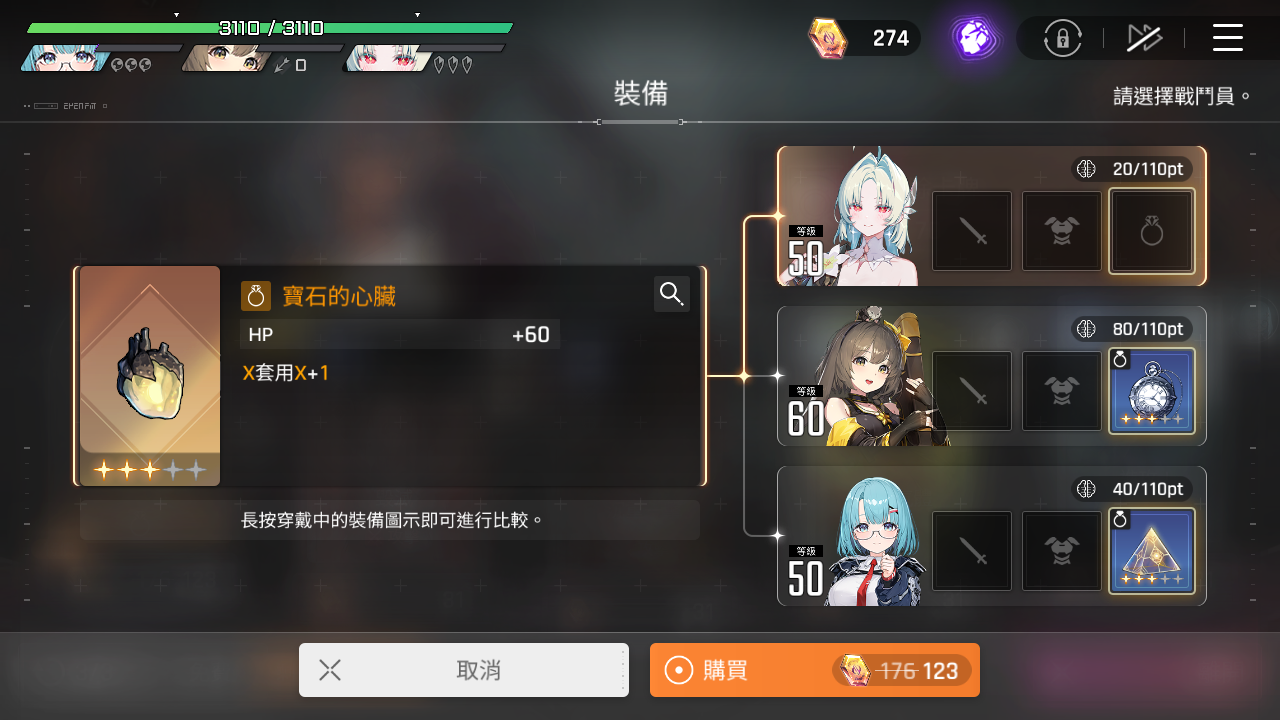 3110 / 3110
0
274
裝備
請選擇戰鬥員。
寶石的心臟
HP +60
X套用X+1
長按穿戴中的裝備圖示即可進行比較。
20/110pt
等級
50
80/110pt
等級
60
40/110pt
等級
50
取消
購買 176 123